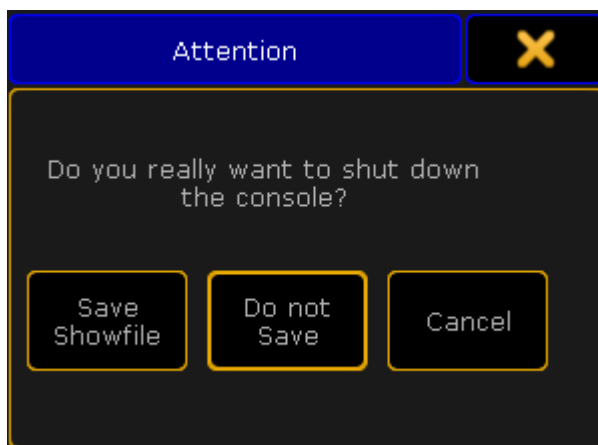 Attention
Do you really want to shut down
the console?
Save
Showfile
Do not
Save
Cancel